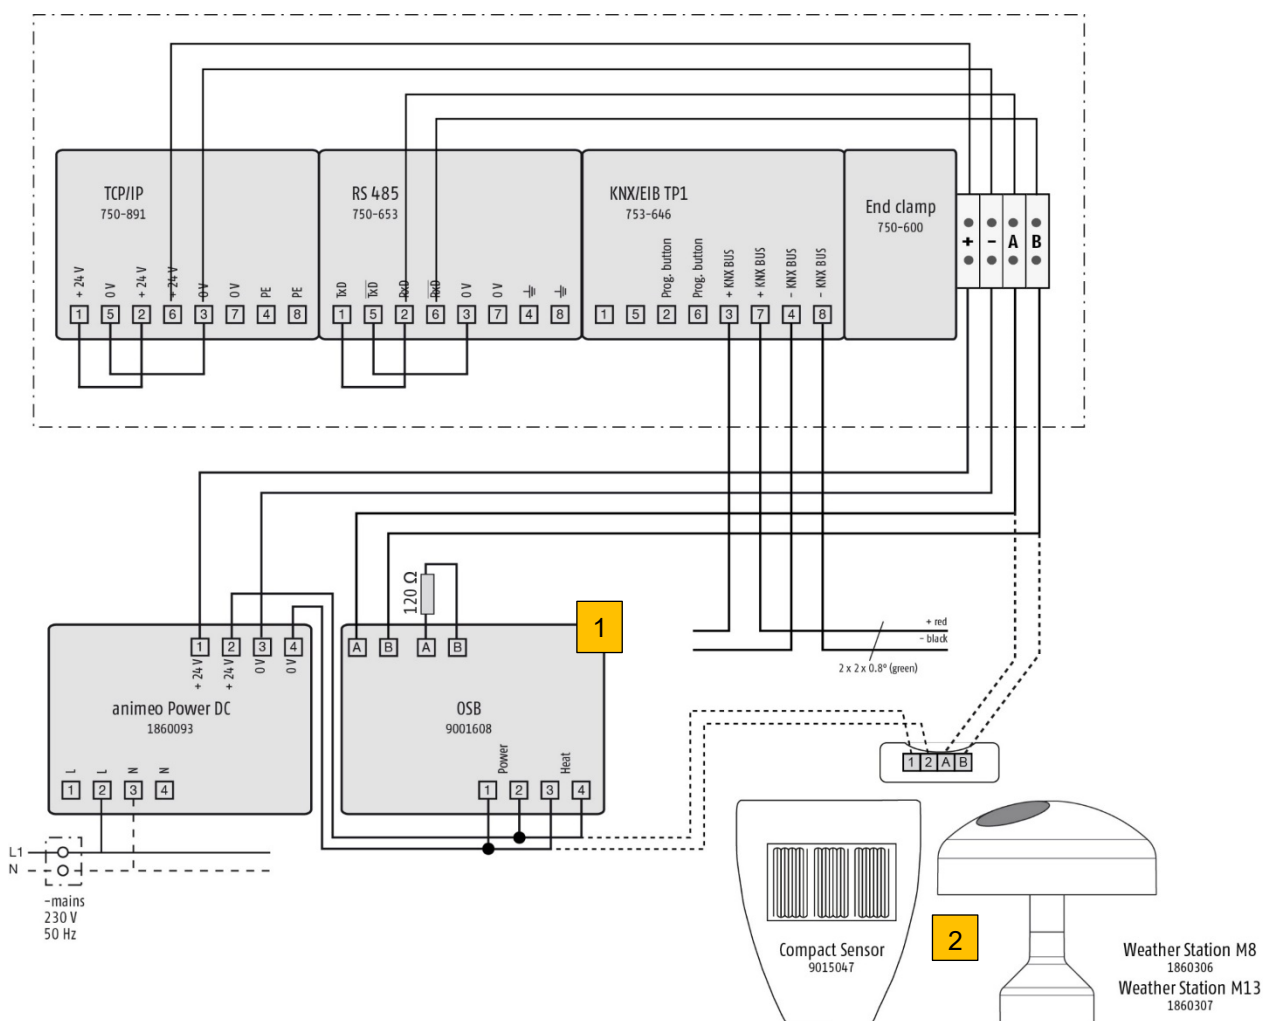 TCP/IP
750-891
RS 485
750-653
KNX/EIB TP1
753-646
End clamp
750-600
+ - A B
+ 24 V
0 V
+ 24 V
+ 24 V
0 V
0 V
PE
PE
1 5 2 6 3 7 4 8
TxD
TxD
RxD
RxD
0 V
0 V
1 5 2 6 3 7 4 8
Prog. button
Prog. button
+ KNX BUS
+ KNX BUS
- KNX BUS
- KNX BUS
1 5 2 6 3 7 4 8
120 Ω
1
+ red
- black
2 x 2 x 0.8ø (green)
1 2 3 4
+ 24 V
+ 24 V
0 V
0 V
animeo Power DC
1860093
L
L
N
N
1 2 3 4
A B A B
OSB
9001608
Power
Heat
1 2 3 4
1 2 A B
L1
N
~mains
230 V
50 Hz
Compact Sensor
9015047
2
Weather Station M8
1860306
Weather Station M13
1860307